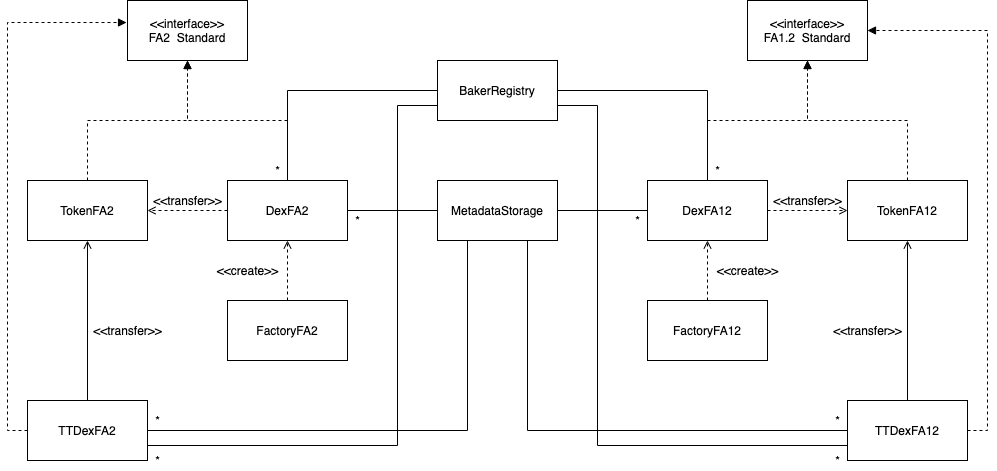 <<interface>>
FA2 Standard
<<interface>>
FA1.2 Standard
BakerRegistry
*
*
TokenFA2
<<transfer>>
DexFA2
*
MetadataStorage
*
DexFA12
<<transfer>>
TokenFA12
<<create>>
<<create>>
<<transfer>>
FactoryFA2
FactoryFA12
<<transfer>>
TTDexFA2
*
*
*
*
TTDexFA12